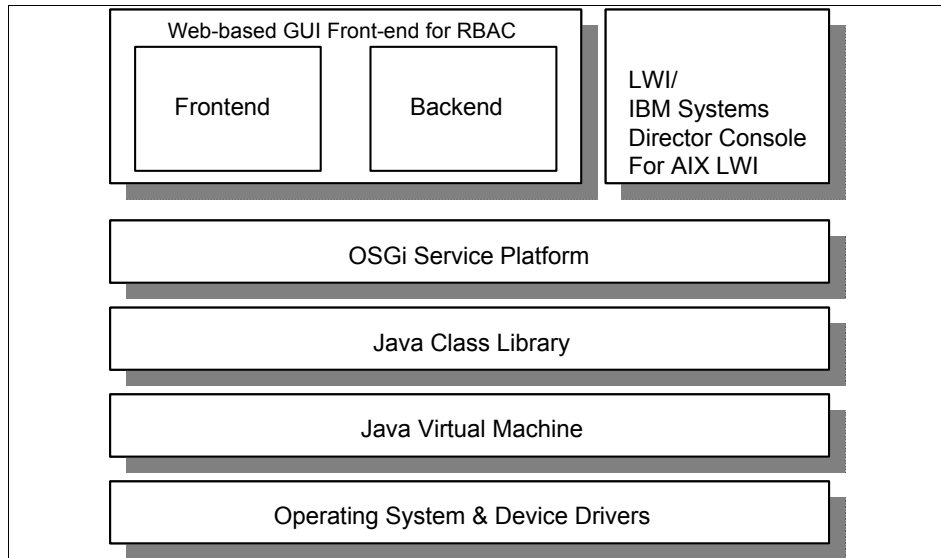 Web-based GUI Front-end for RBAC
Frontend
Backend
LWI/
IBM Systems
Director Console
For AIX LWI
OSGi Service Platform
Java Class Library
Java Virtual Machine
Operating System & Device Drivers